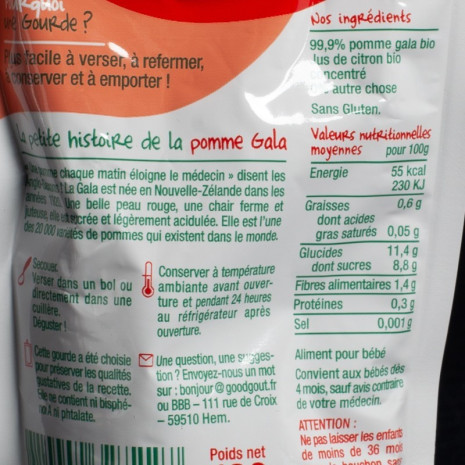 Pourquoi
une Gourde ?
Plus facile à verser, à refermer,
à conserver et à emporter !
Nos ingrédients
99,9% pomme gala bio
Jus de citron bio
concentré
autre chose
Sans Gluten.
La petite histoire de la pomme Gala
chaque matin éloigne le médecin » disent les
La Gala est née en Nouvelle-Zélande dans les
Une belle peau rouge, une chair ferme et
juteuse, elle est sucrée et légèrement acidulée. Elle est l'une
des 20 000 variétés de pommes qui existent dans le monde.
Valeurs nutritionnelles
moyennes pour 100g
Energie 55 kcal
230 KJ
Graisses 0,6 g
dont acides
gras saturés 0,05 g
Glucides 11,4 g
dont sucres 8,8 g
Fibres alimentaires 1,4 g
Protéines 0,3 g
Sel 0,001 g
Secouez.
Verser dans un bol ou
directement dans une
cuillère.
Déguster !
Conserver à température
ambiante avant ouver-
ture et pendant 24 heures
au réfrigérateur après
ouverture.
Cette gourde a été choisie
pour préserver les qualités
gustatives de la recette.
Elle ne contient ni bisphé-
nol A ni phtalate.
Une question, une sugges-
tion ? Envoyez-nous un mot
sur : bonjour@goodgout.fr
ou BBB – 111 rue de Croix
– 59510 Hem.
Aliment pour bébé
Convient aux bébés dès
4 mois, sauf avis contraire
de votre médecin.
ATTENTION :
Ne pas laisser les enfants
de moins de 36 mois
bouchon
Poids net